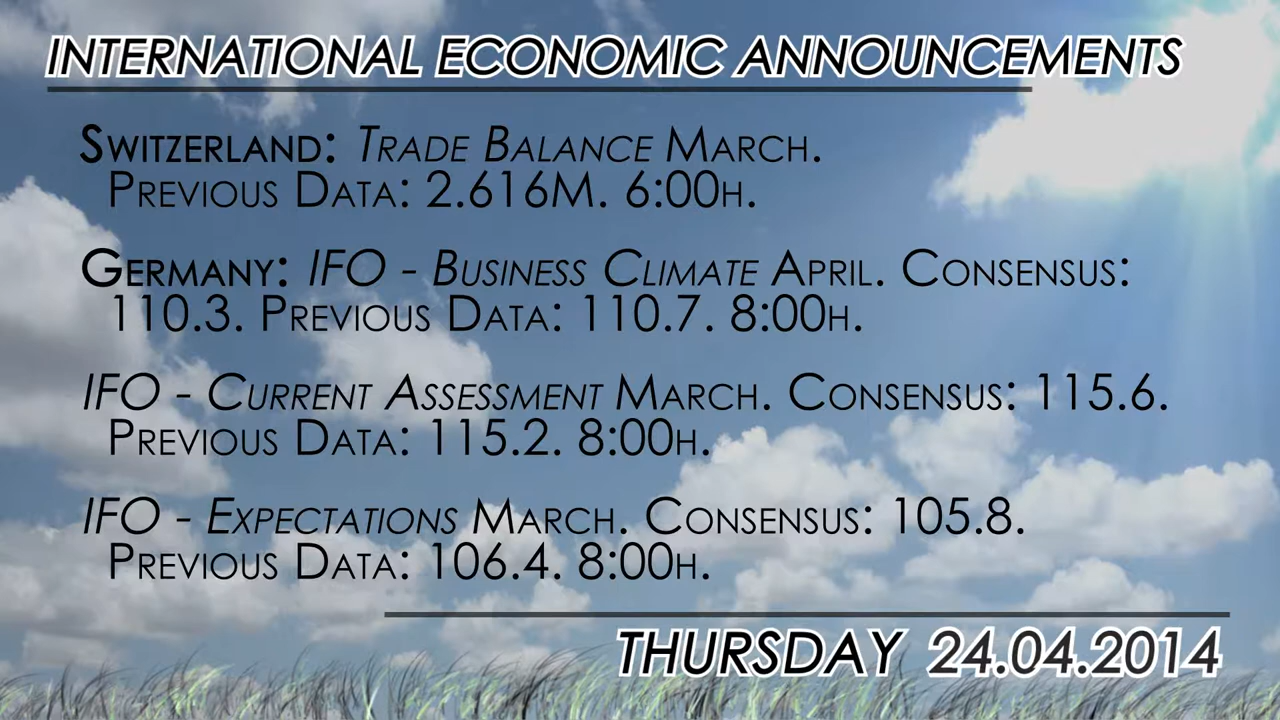 INTERNATIONAL ECONOMIC ANNOUNCEMENTS
Switzerland: Trade Balance March.
Previous Data: 2.616M. 6:00h.
Germany: IFO - Business Climate April. Consensus:
110.3. Previous Data: 110.7. 8:00h.
IFO - Current Assessment March. Consensus: 115.6.
Previous Data: 115.2. 8:00h.
IFO - Expectations March. Consensus: 105.8.
Previous Data: 106.4. 8:00h.
THURSDAY 24.04.2014